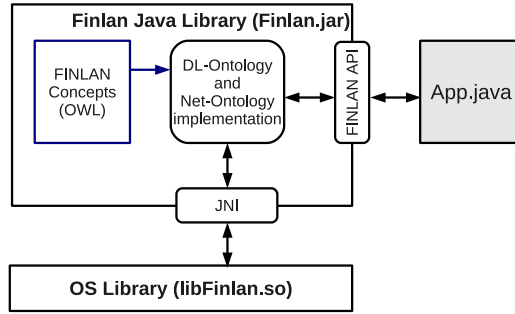 Finlan Java Library (Finlan.jar)
FINLAN
Concepts
(OWL)
DL-Ontology
and
Net-Ontology
implementation
FINLAN API
App.java
JNI
OS Library (libFinlan.so)